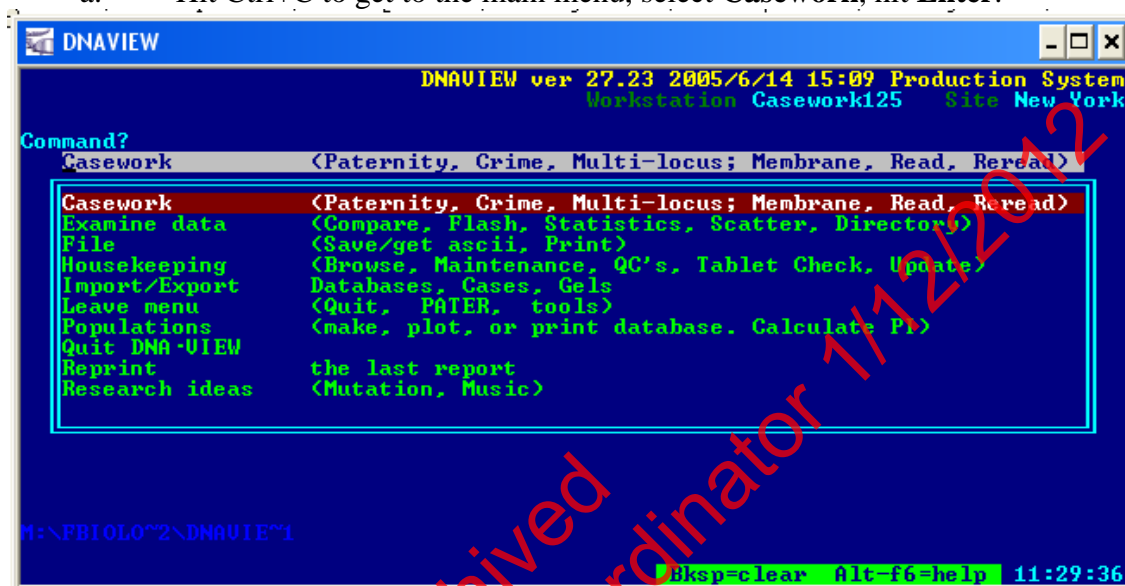 a. Hit Ctrl+C to get to the main menu, select Casework, hit Enter.
DNAVIEW
DNAVIEW ver 27.23 2005/6/14 15:09 Production System
Workstation Casework125 Site New York
Command?
Casework (Paternity, Crime, Multi-locus; Membrane, Read, Reread)
Casework (Paternity, Crime, Multi-locus; Membrane, Read, Reread)
Examine data (Compare, Flash, Statistics, Scatter, Directory)
File (Save/get ascii, Print)
Housekeeping (Browse, Maintenance, QC's, Tablet Check, Update)
Import/Export Databases, Cases, Gels
Leave menu (Quit, PATER, tools)
Populations (make, plot, or print database. Calculate PI)
Quit DNA·VIEW
Reprint the last report
Research ideas (Mutation, Music)
M:\FBIOLO~2\DNAVIE~1
Bksp=clear Alt-f6=help 11:29:36
1/12/2012